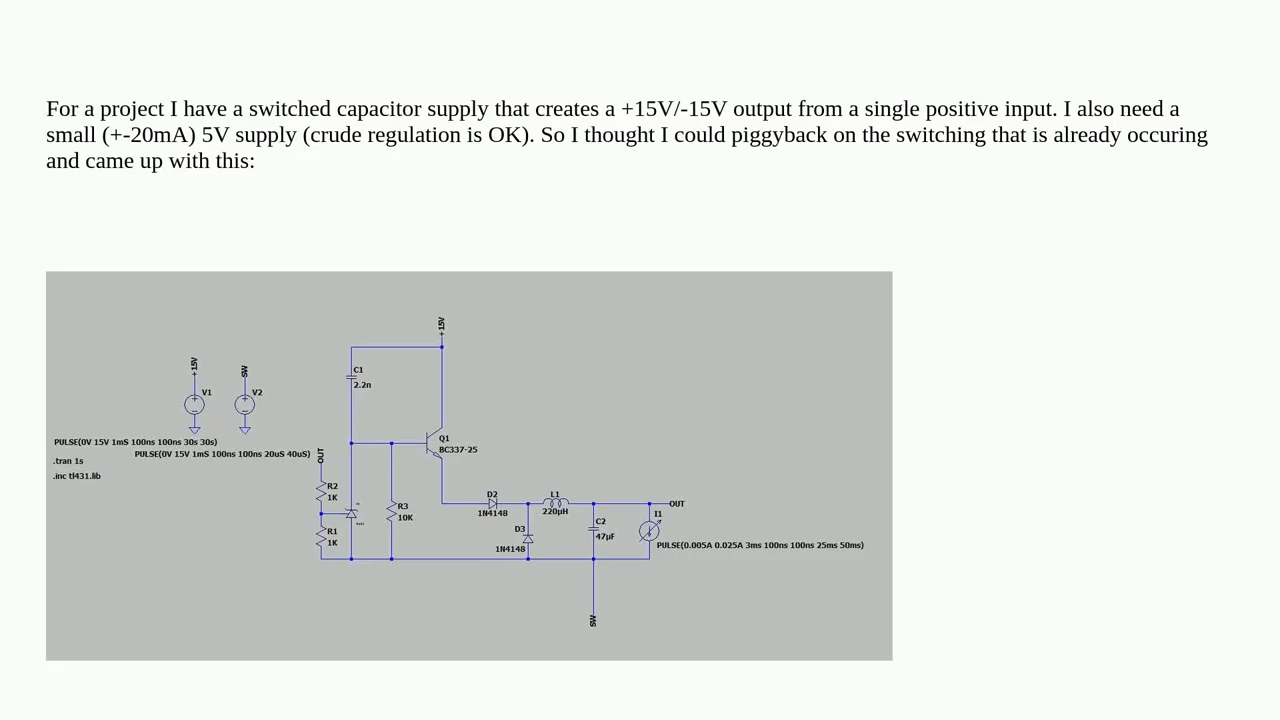 For a project I have a switched capacitor supply that creates a +15V/-15V output from a single positive input. I also need a
small (+-20mA) 5V supply (crude regulation is OK). So I thought I could piggyback on the switching that is already occuring
and came up with this:
+15V
C1
2.2n
+15V
SW
V1
V2
PULSE(0V 15V 1mS 100ns 100ns 30s 30s)
PULSE(0V 15V 1mS 100ns 100ns 20uS 40uS)
.tran 1s
.inc tl431.lib
OUT
R2
1K
R1
1K
R3
10K
Q1
BC337-25
D2
1N4148
L1
220µH
OUT
D3
1N4148
C2
47µF
I1
PULSE(0.005A 0.025A 3ms 100ns 100ns 25ms 50ms)
SW